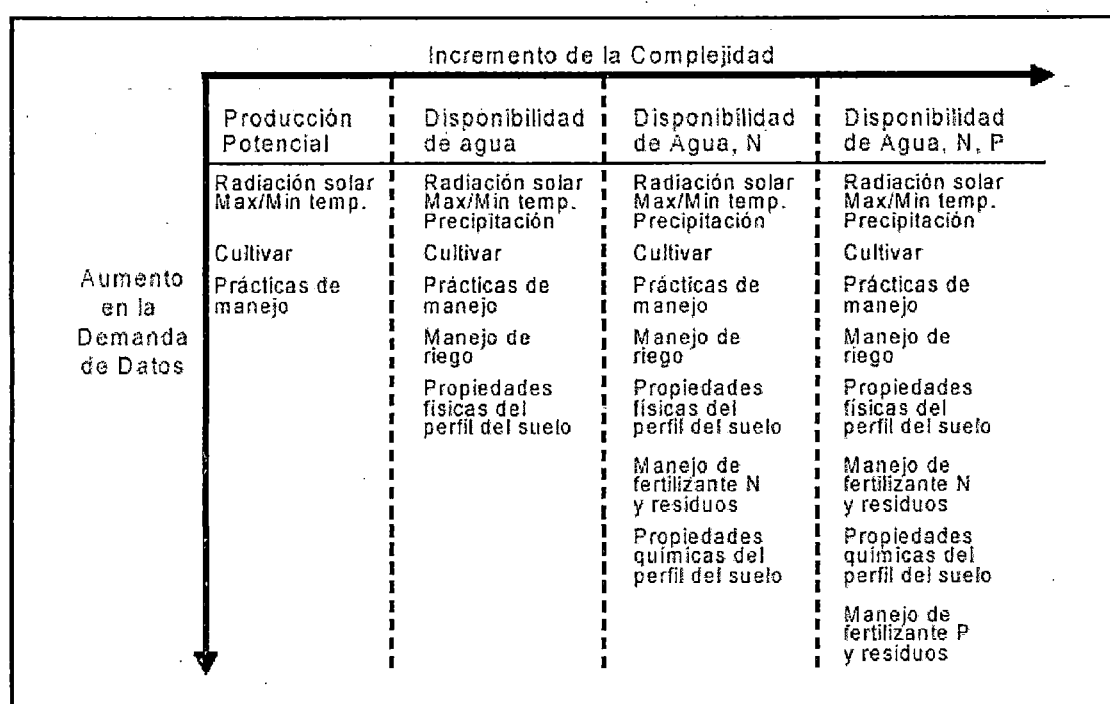 Incremento de la Complejidad
Producción
Potencial
Disponibilidad
de agua
Disponibilidad
de Agua, N
Disponibilidad
de Agua, N, P
Aumento
en la
Demanda
de Datos
Radiación solar
Max/Min temp.
Cultivar
Prácticas de
manejo
Radiación solar
Max/Min temp.
Precipitación
Cultivar
Prácticas de
manejo
Manejo de
riego
Propiedades
físicas del
perfil del suelo
Radiación solar
Max/Min temp.
Precipitación
Cultivar
Prácticas de
manejo
Manejo de
riego
Propiedades
físicas del
perfil del suelo
Manejo de
fertilizante N
y residuos
Propiedades
químicas del
perfil del suelo
Radiación solar
Max/Min temp.
Precipitación
Cultivar
Prácticas de
manejo
Manejo de
riego
Propiedades
físicas del
perfil del suelo
Manejo de
fertilizante N
y residuos
Propiedades
químicas del
perfil del suelo
Manejo de
fertilizante P
y residuos